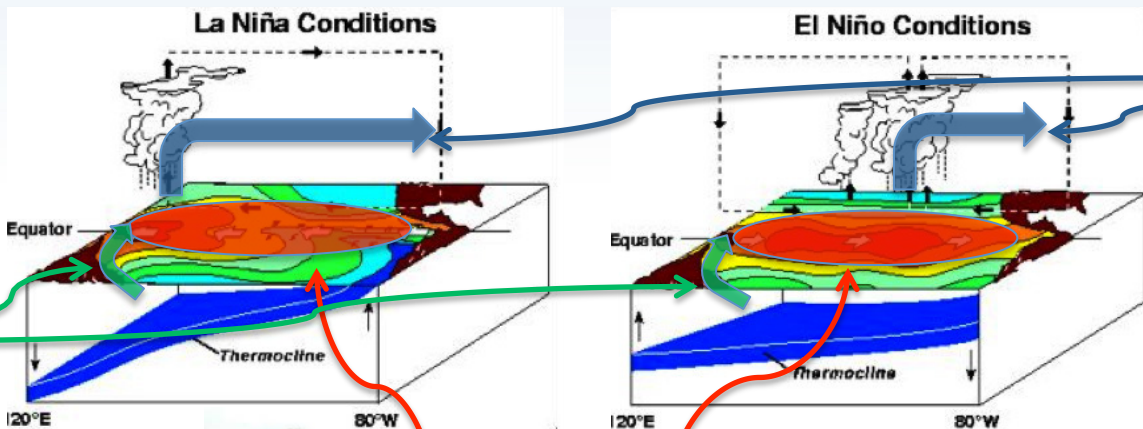 La Niña Conditions
El Niño Conditions
Equator
Equator
Thermocline
Thermocline
120°E
80°W
120°E
80°W